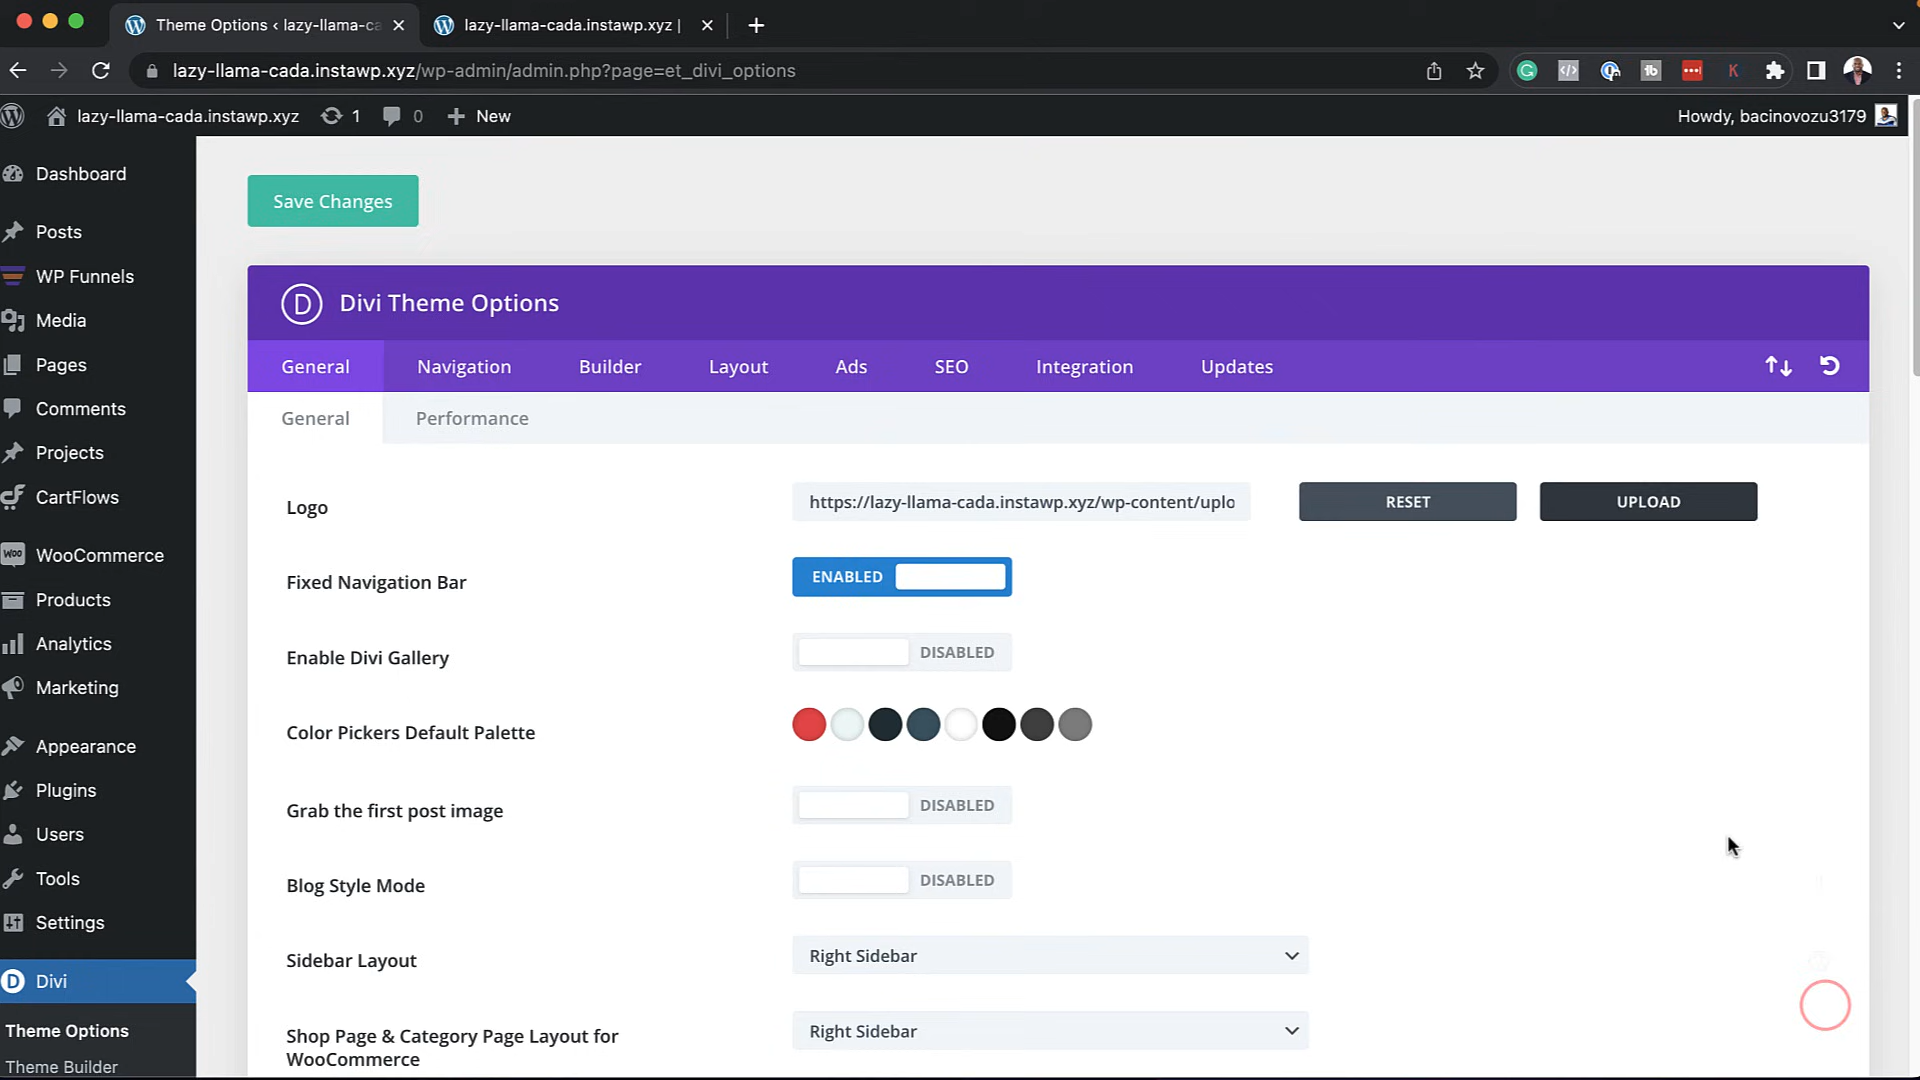 Theme Options ‹ lazy-llama-ca
lazy-llama-cada.instawp.xyz |
lazy-llama-cada.instawp.xyz/wp-admin/admin.php?page=et_divi_options
lazy-llama-cada.instawp.xyz
1
0
New
Howdy, bacinovozu3179
Dashboard
Posts
WP Funnels
Media
Pages
Comments
Projects
CartFlows
Woo WooCommerce
Products
Analytics
Marketing
Appearance
Plugins
Users
Tools
Settings
D Divi
Theme Options
Theme Builder
Save Changes
D Divi Theme Options
General Navigation Builder Layout Ads SEO Integration Updates
General Performance
Logo https://lazy-llama-cada.instawp.xyz/wp-content/uplo RESET UPLOAD
Fixed Navigation Bar ENABLED
Enable Divi Gallery DISABLED
Color Pickers Default Palette
Grab the first post image DISABLED
Blog Style Mode DISABLED
Sidebar Layout Right Sidebar
Shop Page & Category Page Layout for Right Sidebar
WooCommerce